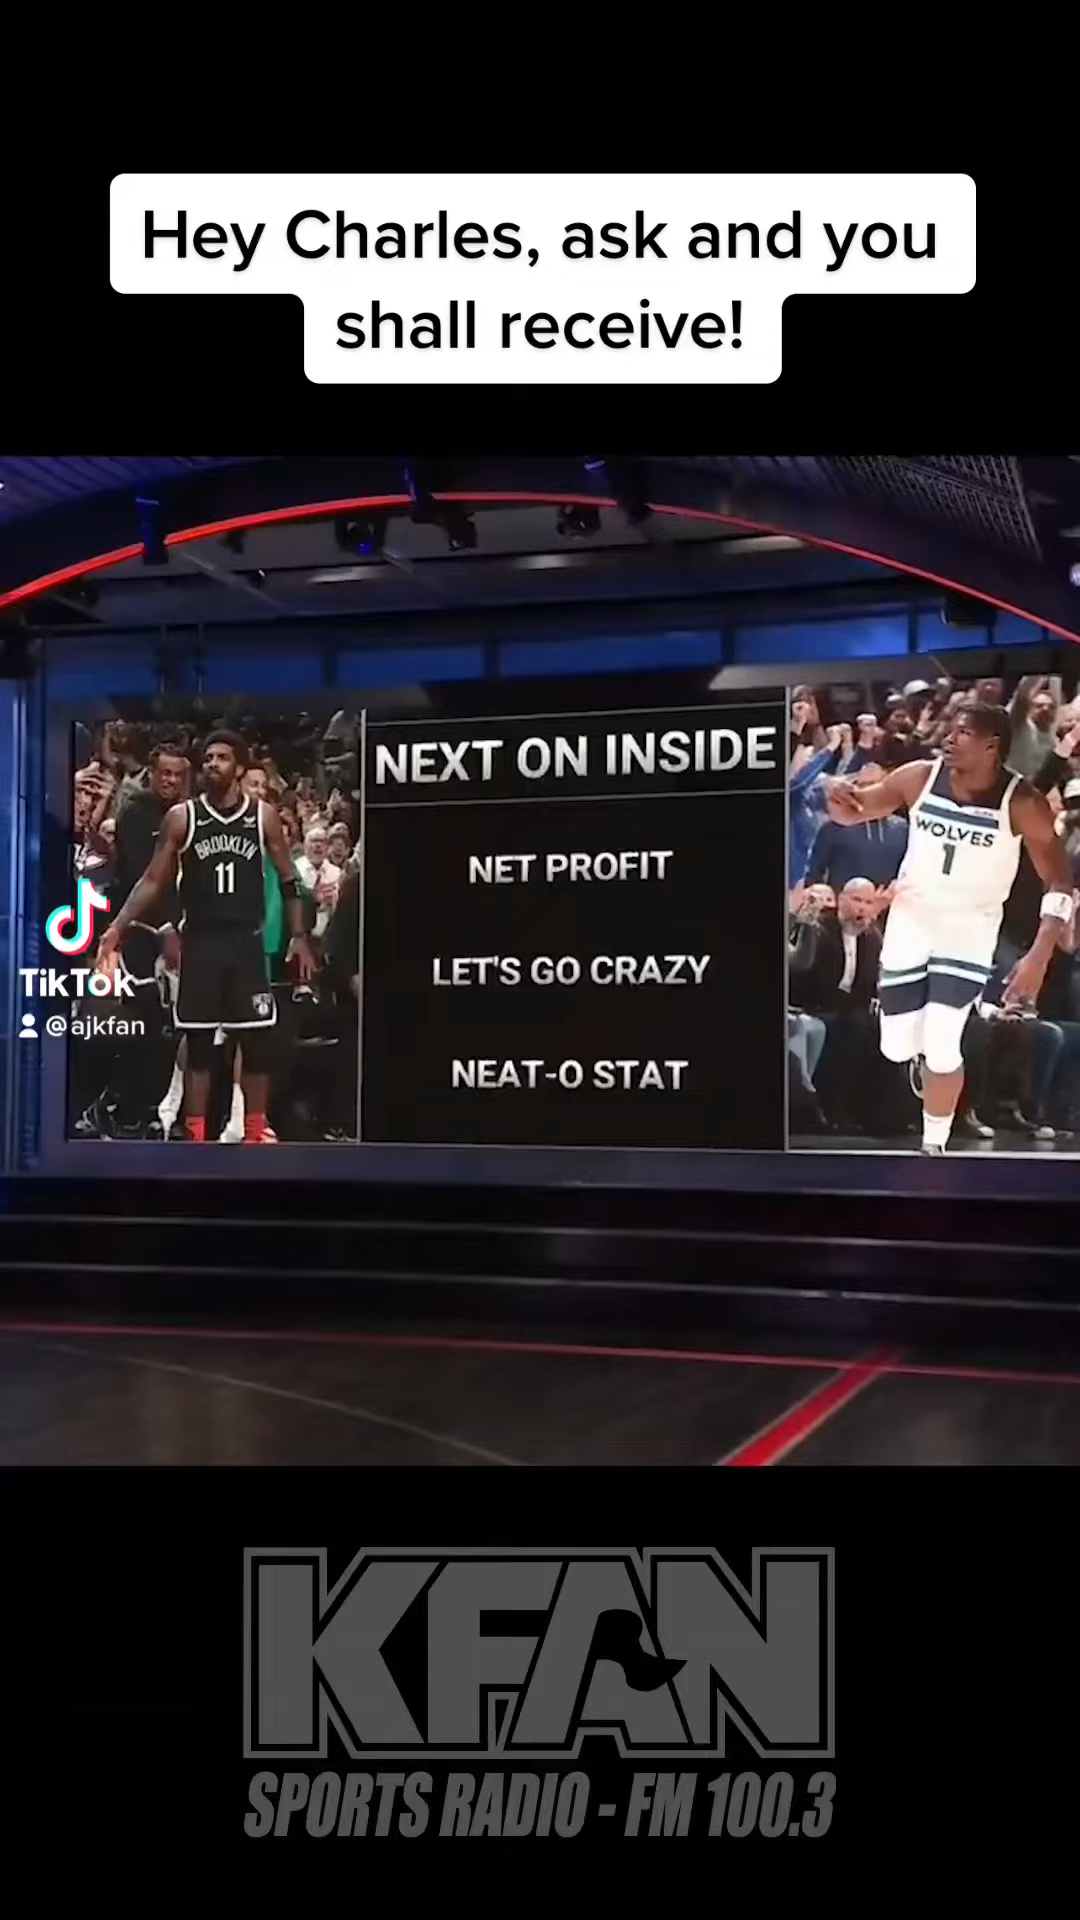 Hey Charles, ask and you
shall receive!
NEXT ON INSIDE
NET PROFIT
LET'S GO CRAZY
NEAT-O STAT
BROOKLYN
11
WOLVES
1
TikTok
@ajkfan
KFAN
SPORTS RADIO - FM 100.3